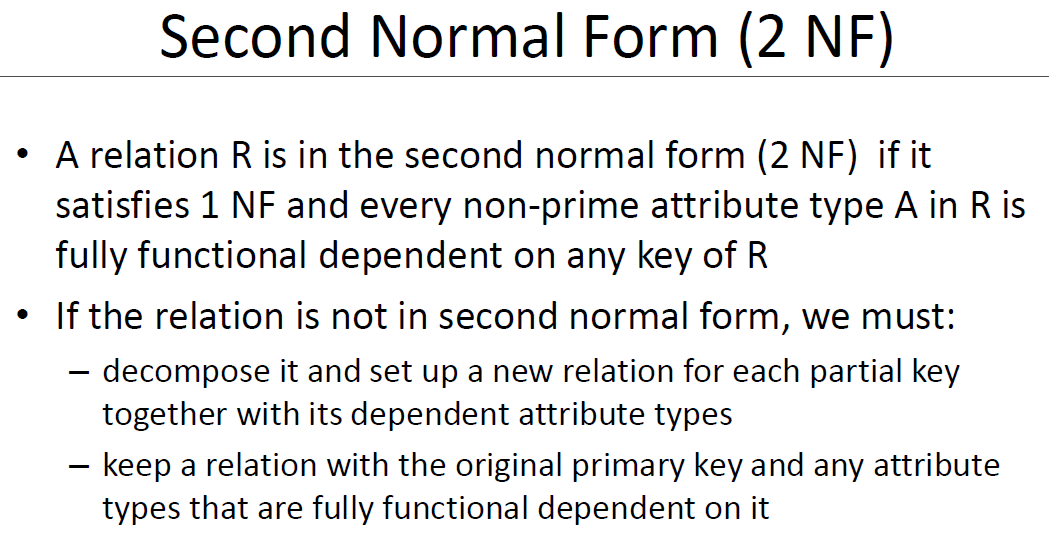 Second Normal Form (2 NF)
• A relation R is in the second normal form (2 NF)  if it
satisfies 1 NF and every non-prime attribute type A in R is
fully functional dependent on any key of R
• If the relation is not in second normal form, we must:
– decompose it and set up a new relation for each partial key
together with its dependent attribute types
– keep a relation with the original primary key and any attribute
types that are fully functional dependent on it